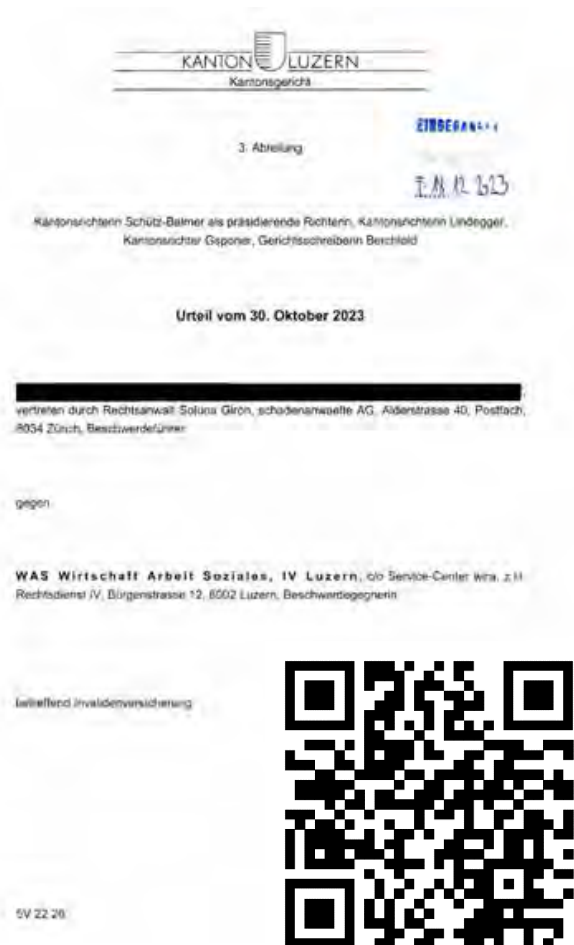 KANTON LUZERN
Kantonsgericht
3. Abteilung
12
Kantonsrichterin Schütz-Balmer als präsidierende Richterin, Kantonsrichterin Lindegger,
Kantonsrichter Gsponer, Gerichtsschreiberin Berchtold
Urteil vom 30. Oktober 2023
vertreten durch Rechtsanwalt Soluna Giron, schadenanwaelte AG, Alderstrasse 40, Postfach,
8034 Zürich, Beschwerdeführer
gegen
WAS Wirtschaft Arbeit Soziales, IV Luzern, c/o Service-Center wira, z.H.
Rechtsdienst IV, Bürgenstrasse 12, 6002 Luzern, Beschwerdegegnerin
betreffend Invalidenversicherung
5V 22 26